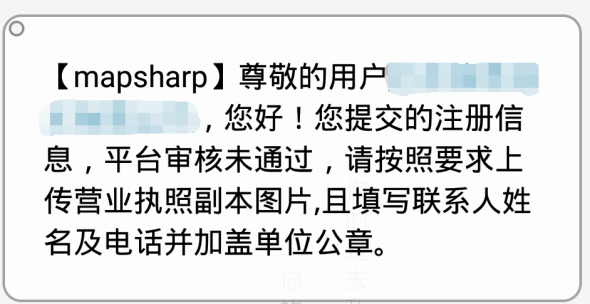 【mapsharp】尊敬的用户
，您好！您提交的注册信
息，平台审核未通过，请按照要求上
传营业执照副本图片,且填写联系人姓
名及电话并加盖单位公章。
你 去